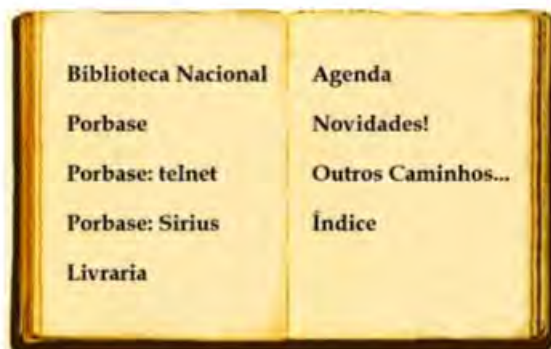 Biblioteca Nacional
Porbase
Porbase: telnet
Porbase: Sirius
Livraria
Agenda
Novidades!
Outros Caminhos...
Índice